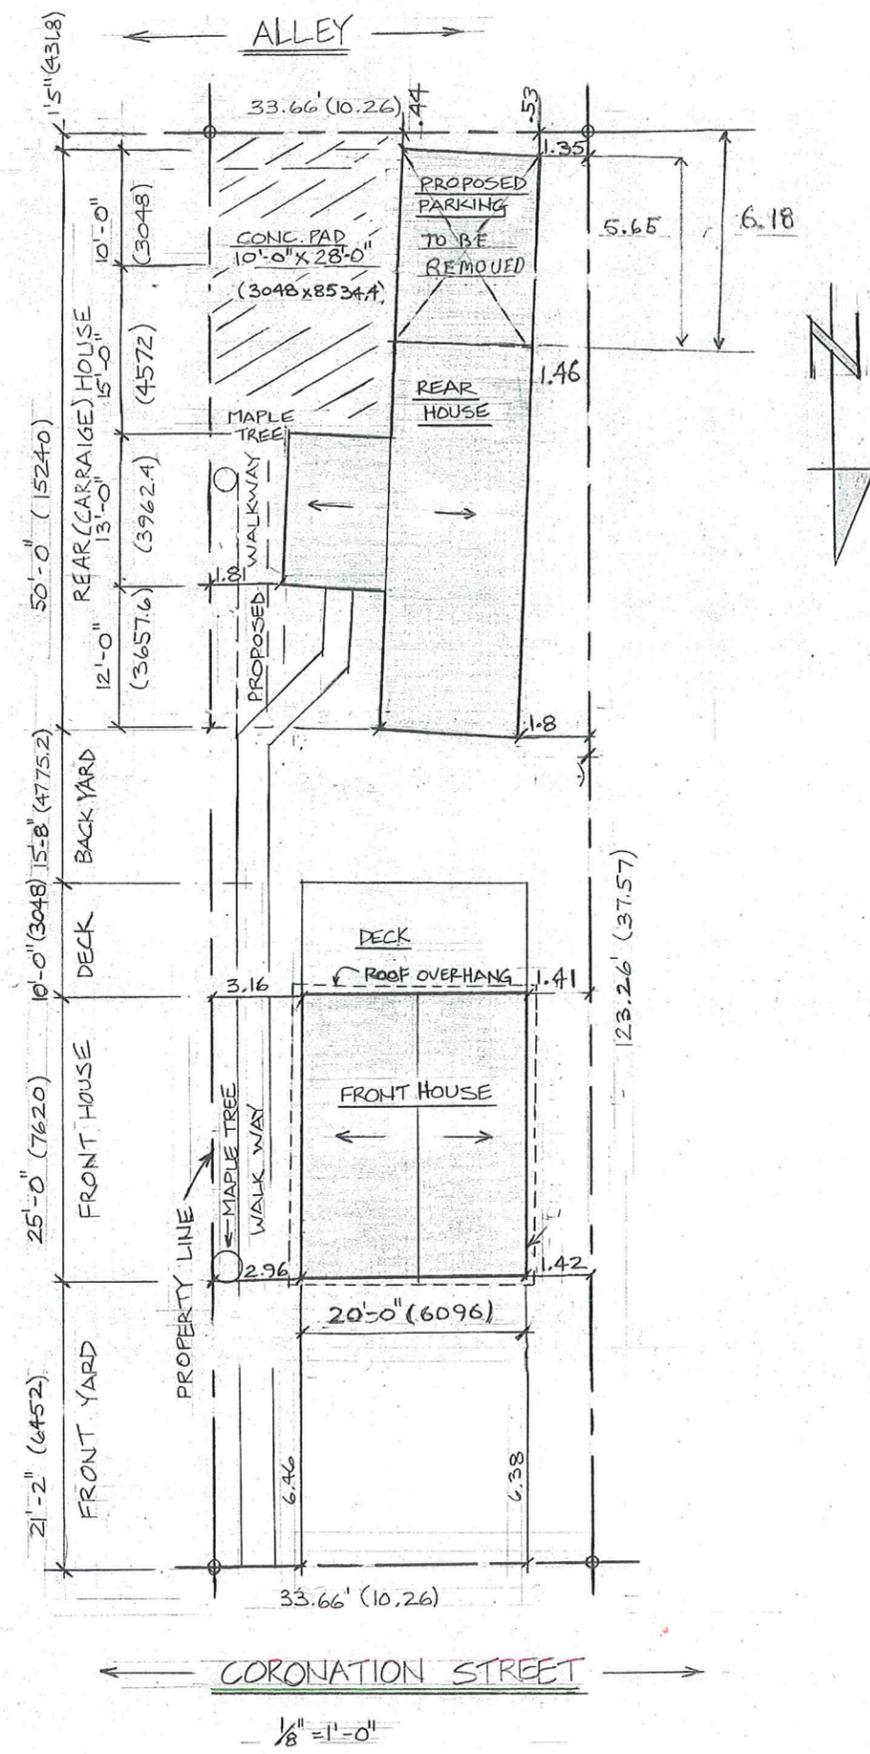 ALLEY
1'5"(431.8)
33.66'(10.26)
.44
.53
1.35
PROPOSED
PARKING
TO BE
REMOVED
5.65
6.18
CONC. PAD
10'-0"X28'-0"
(3048x8534.4)
10'-0"
(3048)
15'-0"
(4572)
13'-0"
(3962.4)
12'-0"
(3657.6)
50'-0" (15240)
REAR(CARRAIGE) HOUSE
REAR
HOUSE
1.46
N
MAPLE
TREE
PROPOSED WALKWAY
1.81
1.8
15'-8" (4775.2)
BACKYARD
10'-0"(3048)
DECK
DECK
ROOF OVERHANG
3.16
1.41
123.26' (37.57)
25'-0" (7620)
FRONT HOUSE
FRONT HOUSE
MAPLE TREE
WALK WAY
PROPERTY LINE
2.96
1.42
20'-0"(6096)
21'-2" (6452)
FRONT YARD
6.46
6.38
33.66' (10,26)
CORONATION STREET
1/8"=1'-0"